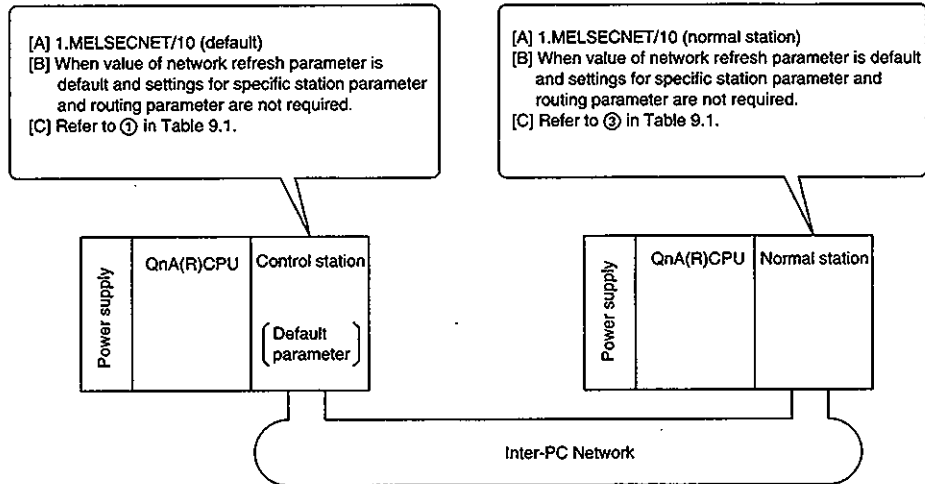 [A] 1.MELSECNET/10 (default)
[B] When value of network refresh parameter is
default and settings for specific station parameter
and routing parameter are not required.
[C] Refer to ① in Table 9.1.
[A] 1.MELSECNET/10 (normal station)
[B] When value of network refresh parameter is default
and settings for specific station parameter and
routing parameter are not required.
[C] Refer to ③ in Table 9.1.
Power supply
QnA(R)CPU
Control station
Default
parameter
Power supply
QnA(R)CPU
Normal station
Inter-PC Network